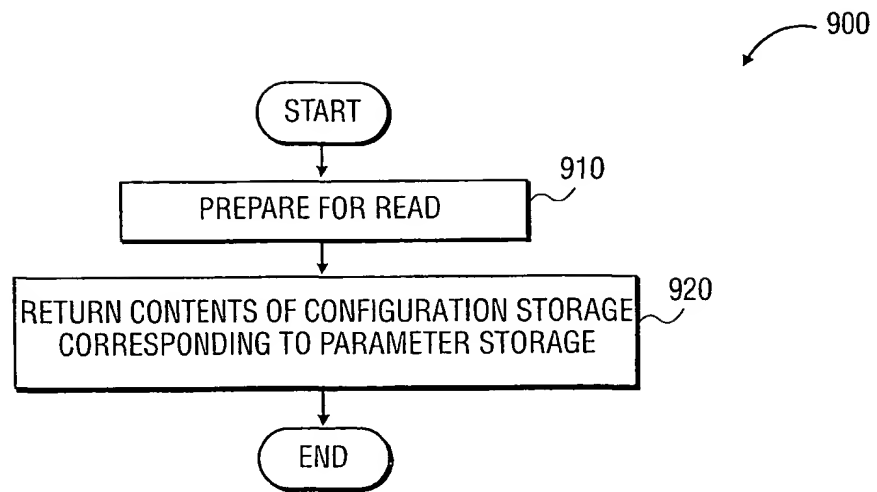 900
START
910
PREPARE FOR READ
920
RETURN CONTENTS OF CONFIGURATION STORAGE
CORRESPONDING TO PARAMETER STORAGE
END